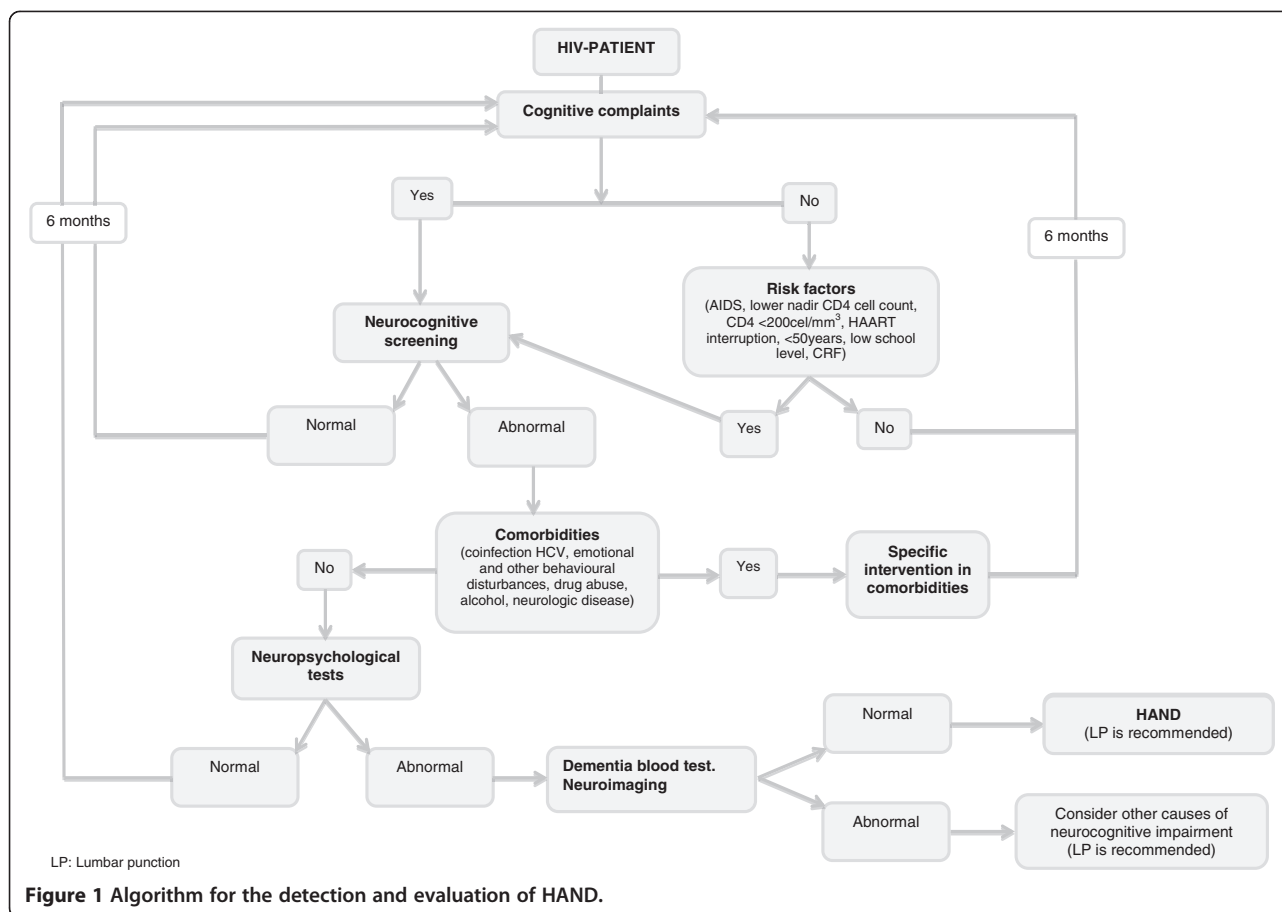 HIV-PATIENT
Cognitive complaints
Yes
No
6 months
6 months
Risk factors
(AIDS, lower nadir CD4 cell count,
CD4 <200cel/mm³, HAART
interruption, <50years, low school
level, CRF)
Neurocognitive
screening
Normal
Abnormal
Yes
No
Comorbidities
(coinfection HCV, emotional
and other behavioural
disturbances, drug abuse,
alcohol, neurologic disease)
No
Yes
Specific
intervention in
comorbidities
Neuropsychological
tests
Normal
Abnormal
Dementia blood test.
Neuroimaging
Normal
HAND
(LP is recommended)
Abnormal
Consider other causes of
neurocognitive impairment
(LP is recommended)
LP: Lumbar punction
Figure 1 Algorithm for the detection and evaluation of HAND.